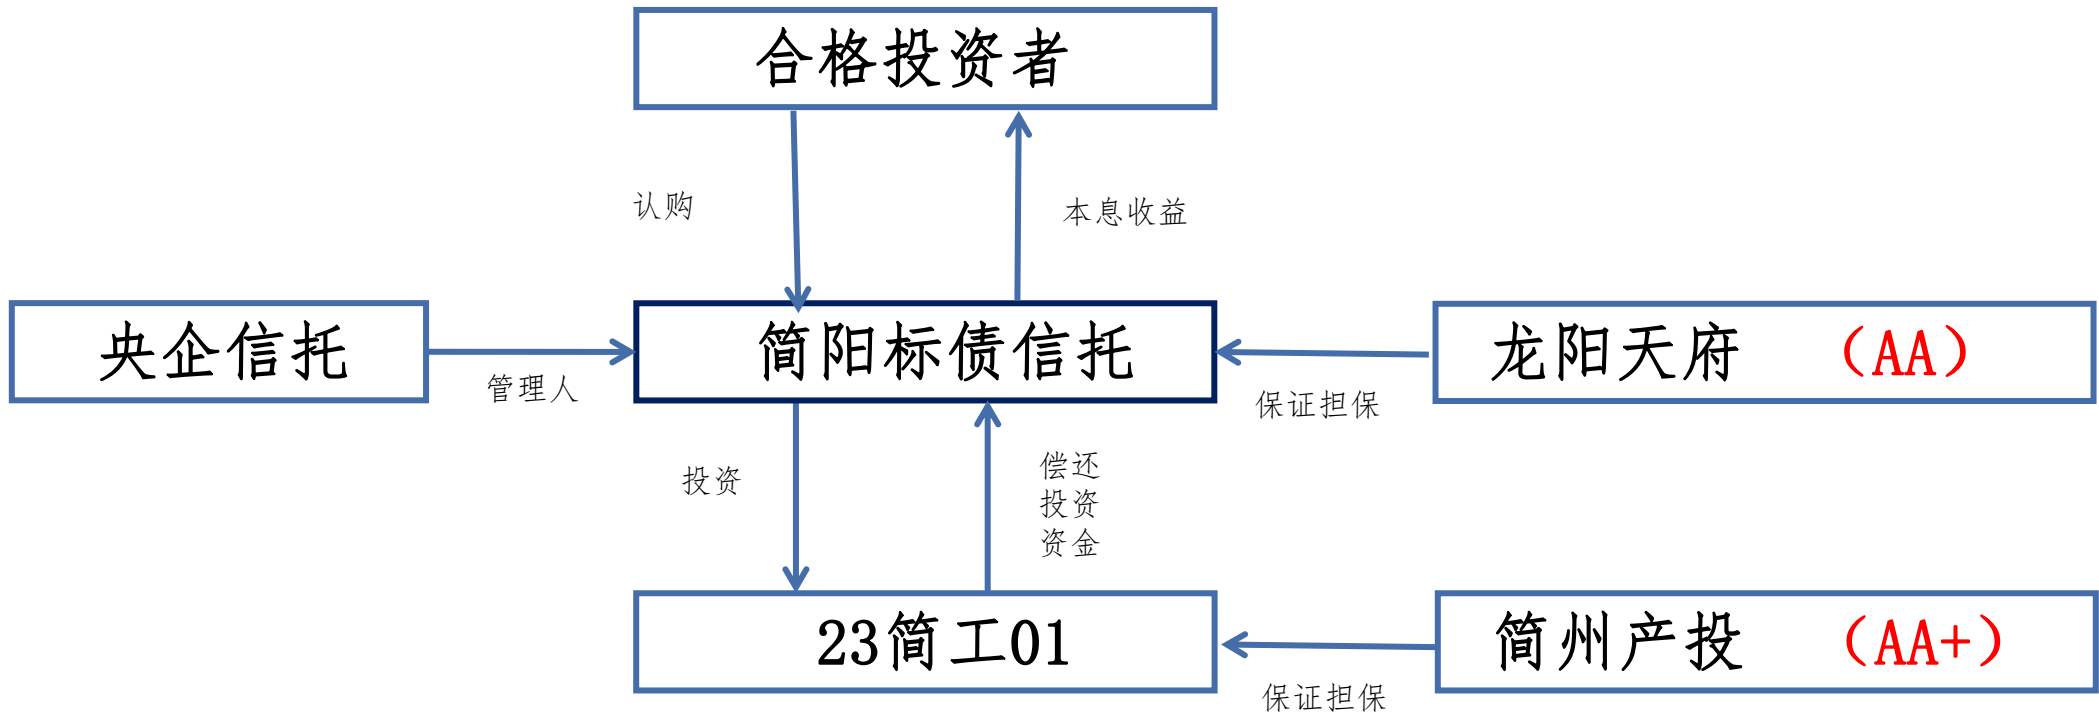 合格投资者
认购
本息收益
央企信托
管理人
简阳标债信托
保证担保
龙阳天府 （AA）
投资
偿还
投资
资金
23简工01
保证担保
简州产投 （AA+）